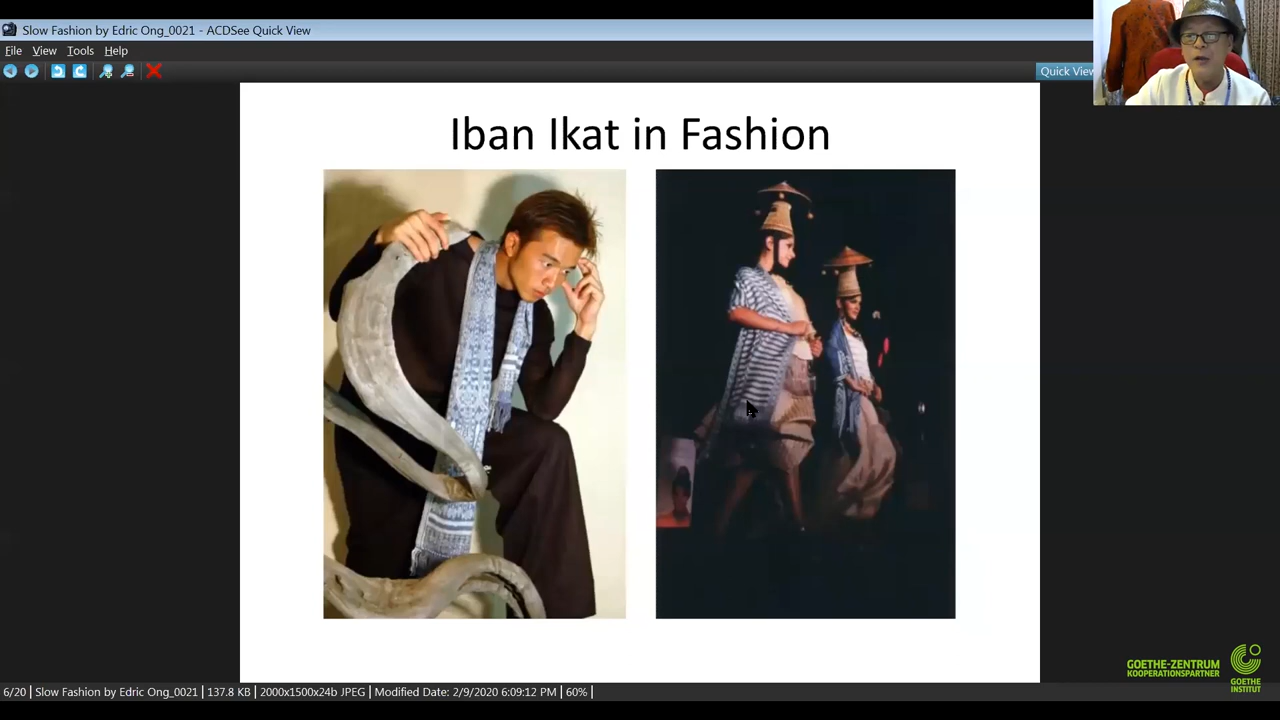 Slow Fashion by Edric Ong_0021 - ACDSee Quick View
File View Tools Help
Quick View
Iban Ikat in Fashion
GOETHE-ZENTRUM
KOOPERATIONSPARTNER
GOETHE
INSTITUT
6/20 Slow Fashion by Edric Ong_0021 137.8 KB 2000x1500x24b JPEG Modified Date: 2/9/2020 6:09:12 PM 60%